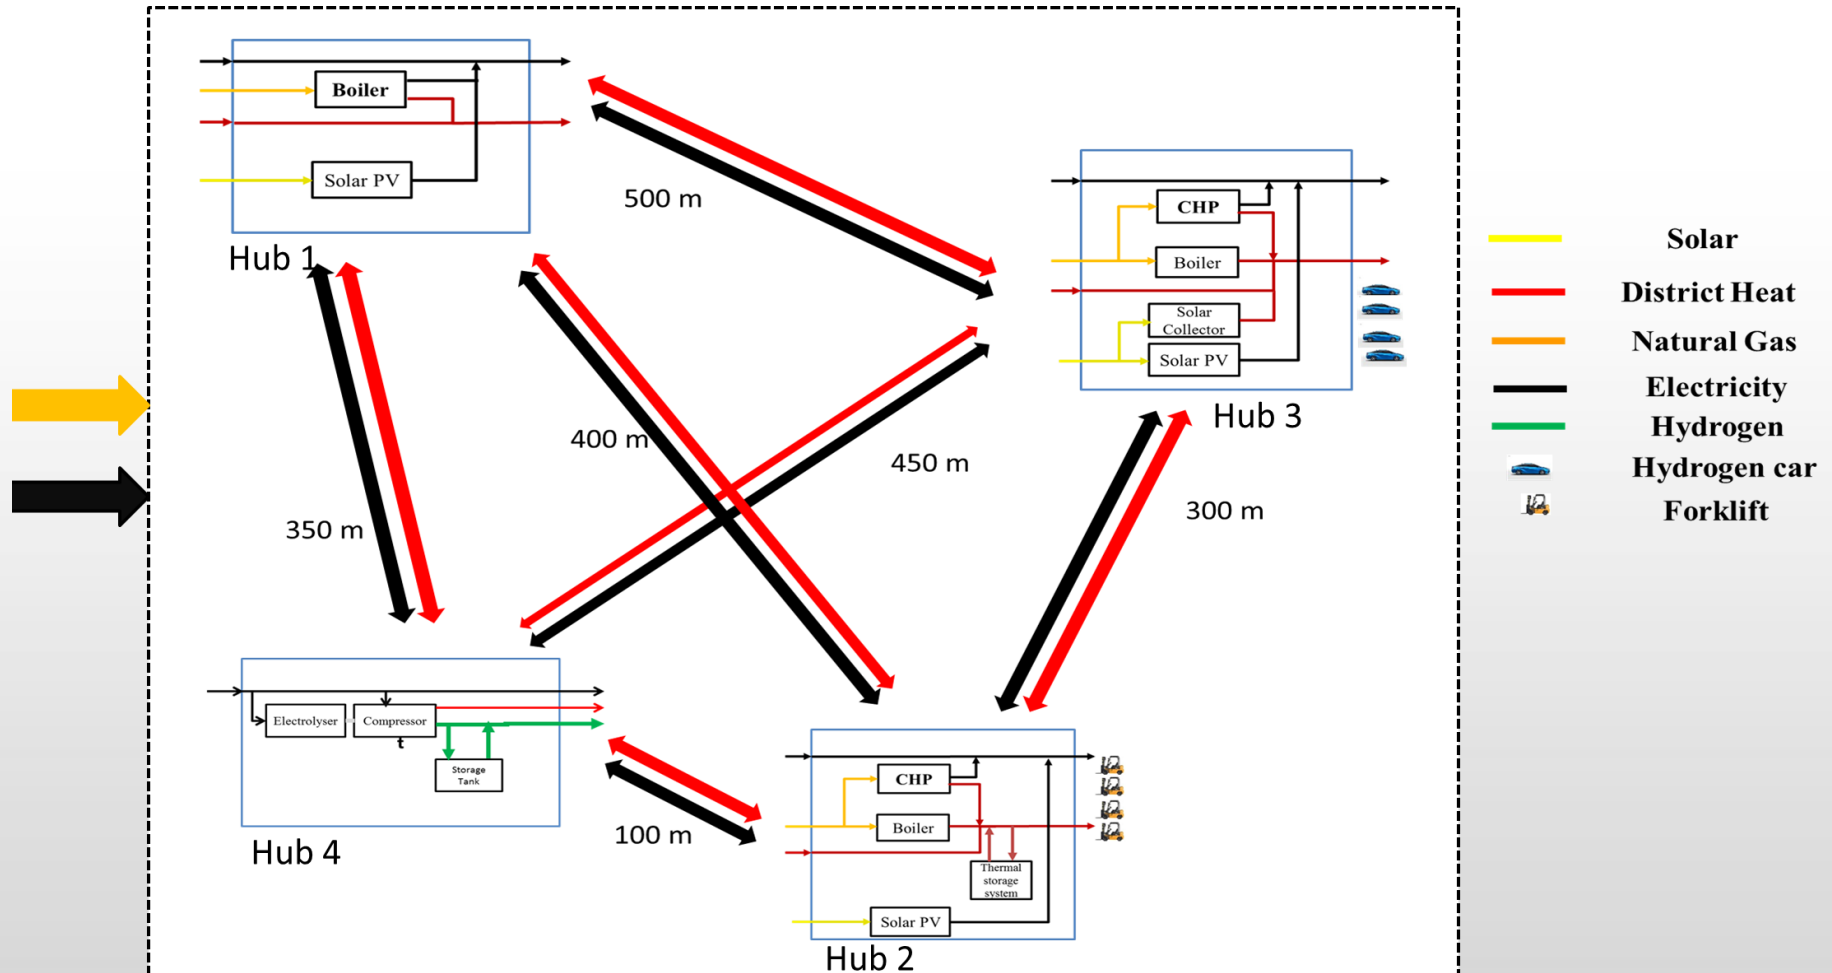 Boiler
Solar PV
Hub 1
500 m
CHP
Boiler
Solar
Collector
Solar PV
Hub 3
Solar
District Heat
Natural Gas
Electricity
Hydrogen
Hydrogen car
Forklift
400 m
450 m
350 m
300 m
Electrolyser
Compressor
t
Storage
Tank
Hub 4
100 m
CHP
Boiler
Thermal
storage
system
Solar PV
Hub 2